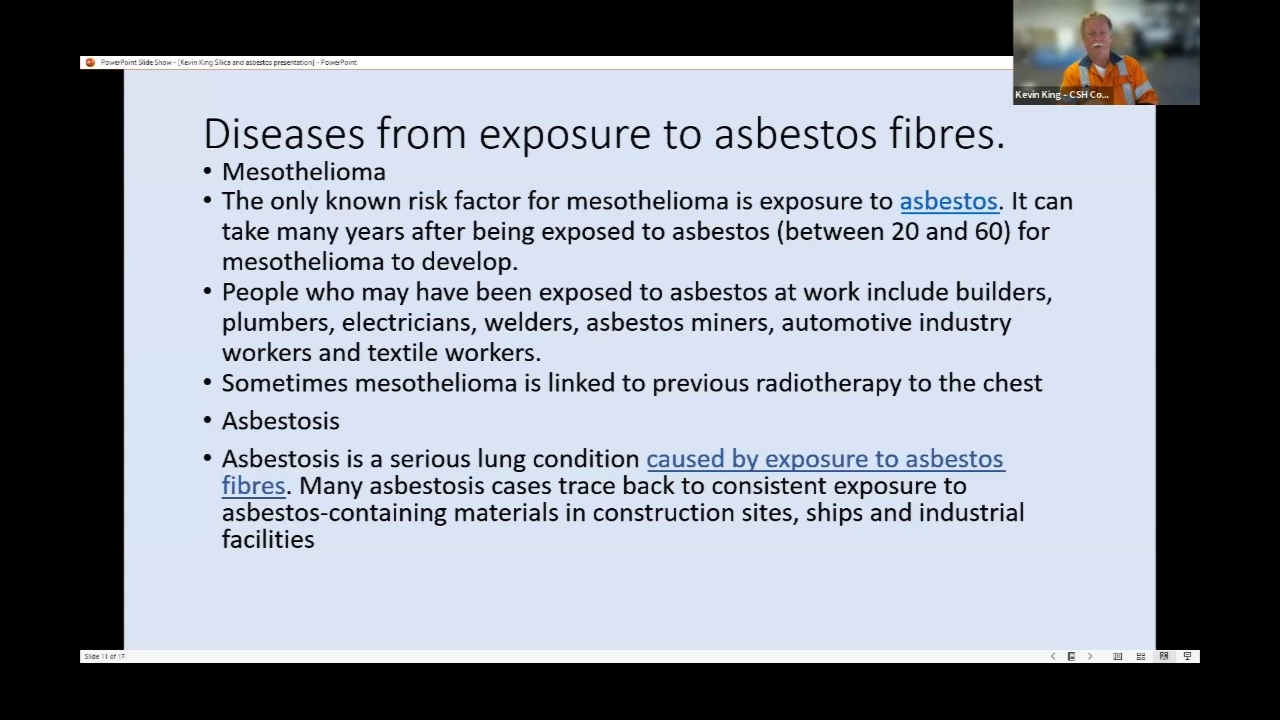 PowerPoint Slide Show - [Kevin King Silica and asbestos presentation] - PowerPoint
Kevin King - CSH Co...
Diseases from exposure to asbestos fibres.
• Mesothelioma
• The only known risk factor for mesothelioma is exposure to asbestos. It can
take many years after being exposed to asbestos (between 20 and 60) for
mesothelioma to develop.
• People who may have been exposed to asbestos at work include builders,
plumbers, electricians, welders, asbestos miners, automotive industry
workers and textile workers.
• Sometimes mesothelioma is linked to previous radiotherapy to the chest
• Asbestosis
• Asbestosis is a serious lung condition caused by exposure to asbestos
fibres. Many asbestosis cases trace back to consistent exposure to
asbestos-containing materials in construction sites, ships and industrial
facilities
Slide 11 of 17